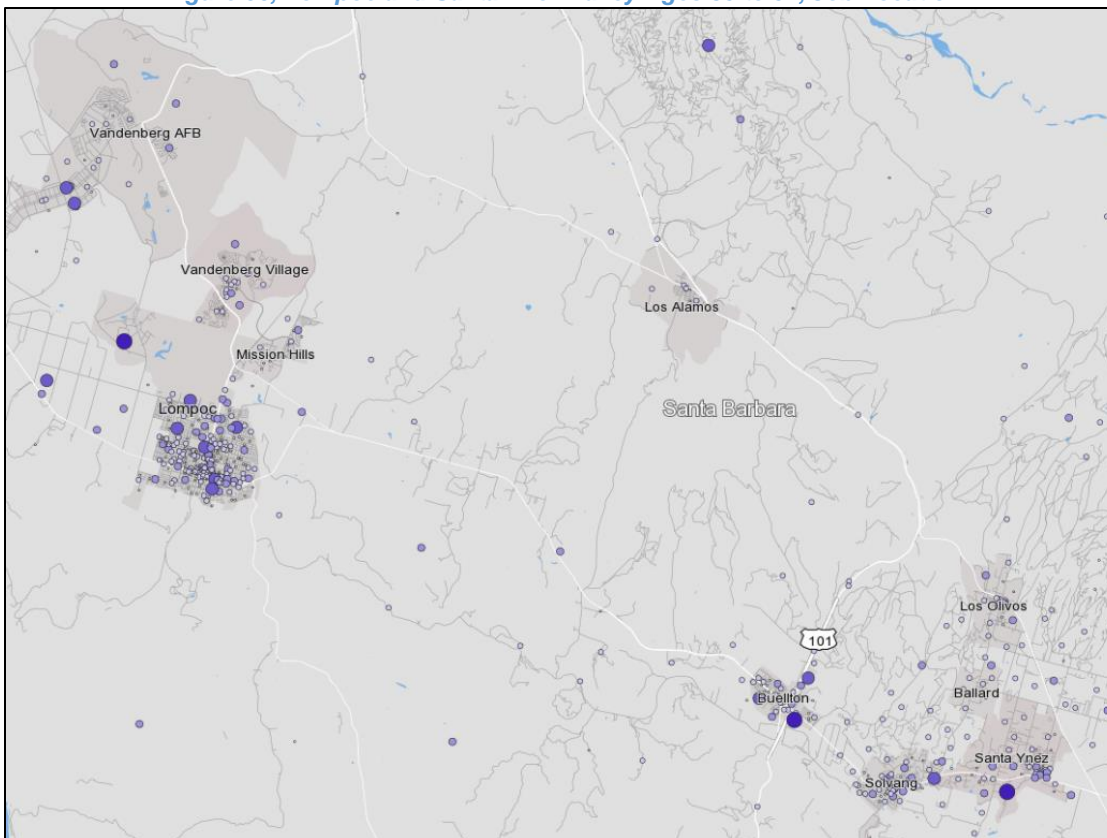 Vandenberg AFB
Vandenberg Village
Los Alamos
Mission Hills
Lompoc
Santa Barbara
Los Olivos
101
Ballard
Buellton
Santa Ynez
Solvang